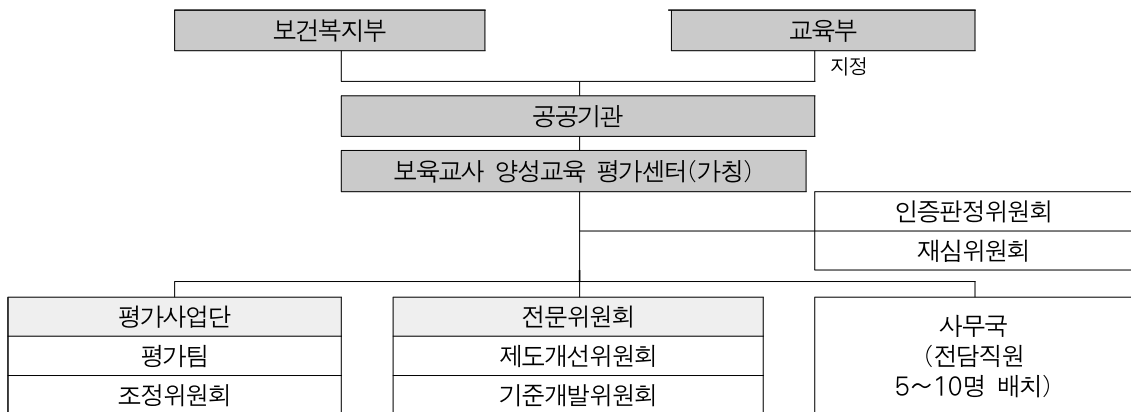 보건복지부
교육부
지정
공공기관
보육교사 양성교육 평가센터(가칭)
인증판정위원회
재심위원회
평가사업단
평가팀
조정위원회
전문위원회
제도개선위원회
기준개발위원회
사무국
(전담직원
5～10명 배치)